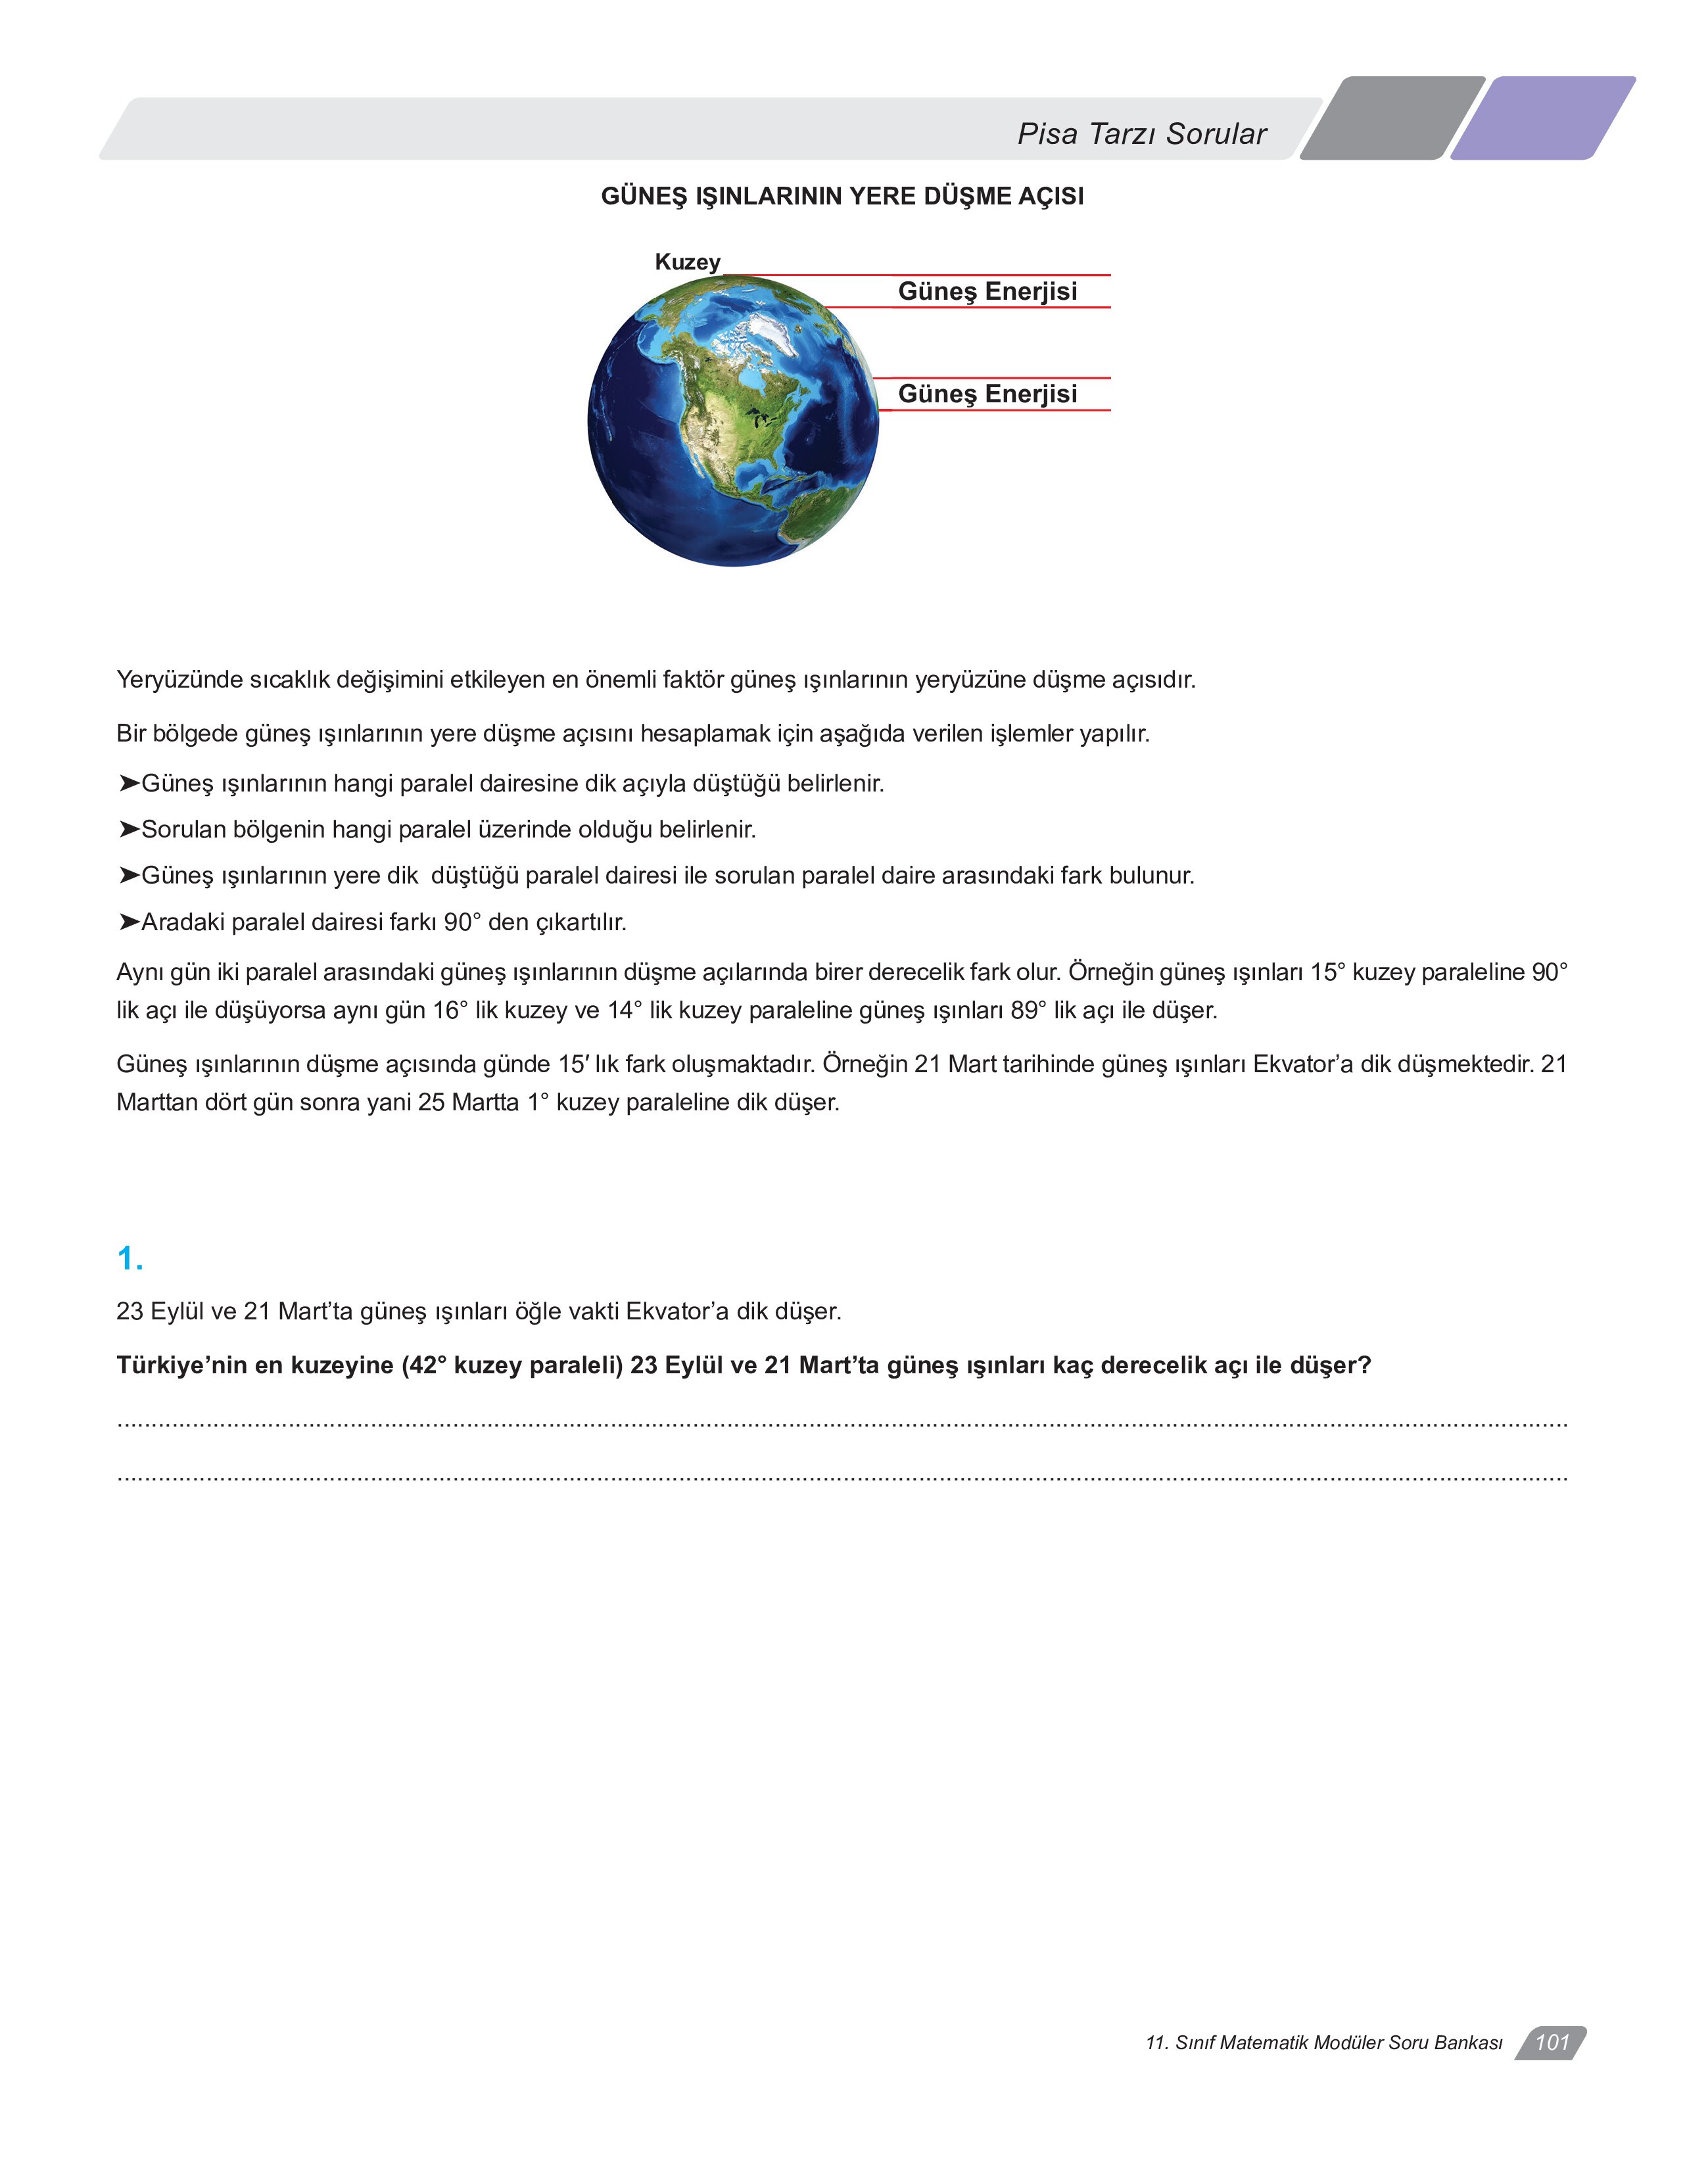 Pisa Tarzı Sorular
GÜNEŞ IŞINLARININ YERE DÜŞME AÇISI
Kuzey
Güneş Enerjisi
Güneş Enerjisi
Yeryüzünde sıcaklık değişimini etkileyen en önemli faktör güneş ışınlarının yeryüzüne düşme açısıdır.
Bir bölgede güneş ışınlarının yere düşme açısını hesaplamak için aşağıda verilen işlemler yapılır.
➤Güneş ışınlarının hangi paralel dairesine dik açıyla düştüğü belirlenir.
➤Sorulan bölgenin hangi paralel üzerinde olduğu belirlenir.
➤Güneş ışınlarının yere dik düştüğü paralel dairesi ile sorulan paralel daire arasındaki fark bulunur.
➤Aradaki paralel dairesi farkı 90° den çıkartılır.
Aynı gün iki paralel arasındaki güneş ışınlarının düşme açılarında birer derecelik fark olur. Örneğin güneş ışınları 15° kuzey paraleline 90°
lik açı ile düşüyorsa aynı gün 16° lik kuzey ve 14° lik kuzey paraleline güneş ışınları 89° lik açı ile düşer.
Güneş ışınlarının düşme açısında günde 15′ lık fark oluşmaktadır. Örneğin 21 Mart tarihinde güneş ışınları Ekvator’a dik düşmektedir. 21
Marttan dört gün sonra yani 25 Martta 1° kuzey paraleline dik düşer.
1.
23 Eylül ve 21 Mart’ta güneş ışınları öğle vakti Ekvator’a dik düşer.
Türkiye’nin en kuzeyine (42° kuzey paraleli) 23 Eylül ve 21 Mart’ta güneş ışınları kaç derecelik açı ile düşer?
11. Sınıf Matematik Modüler Soru Bankası 101